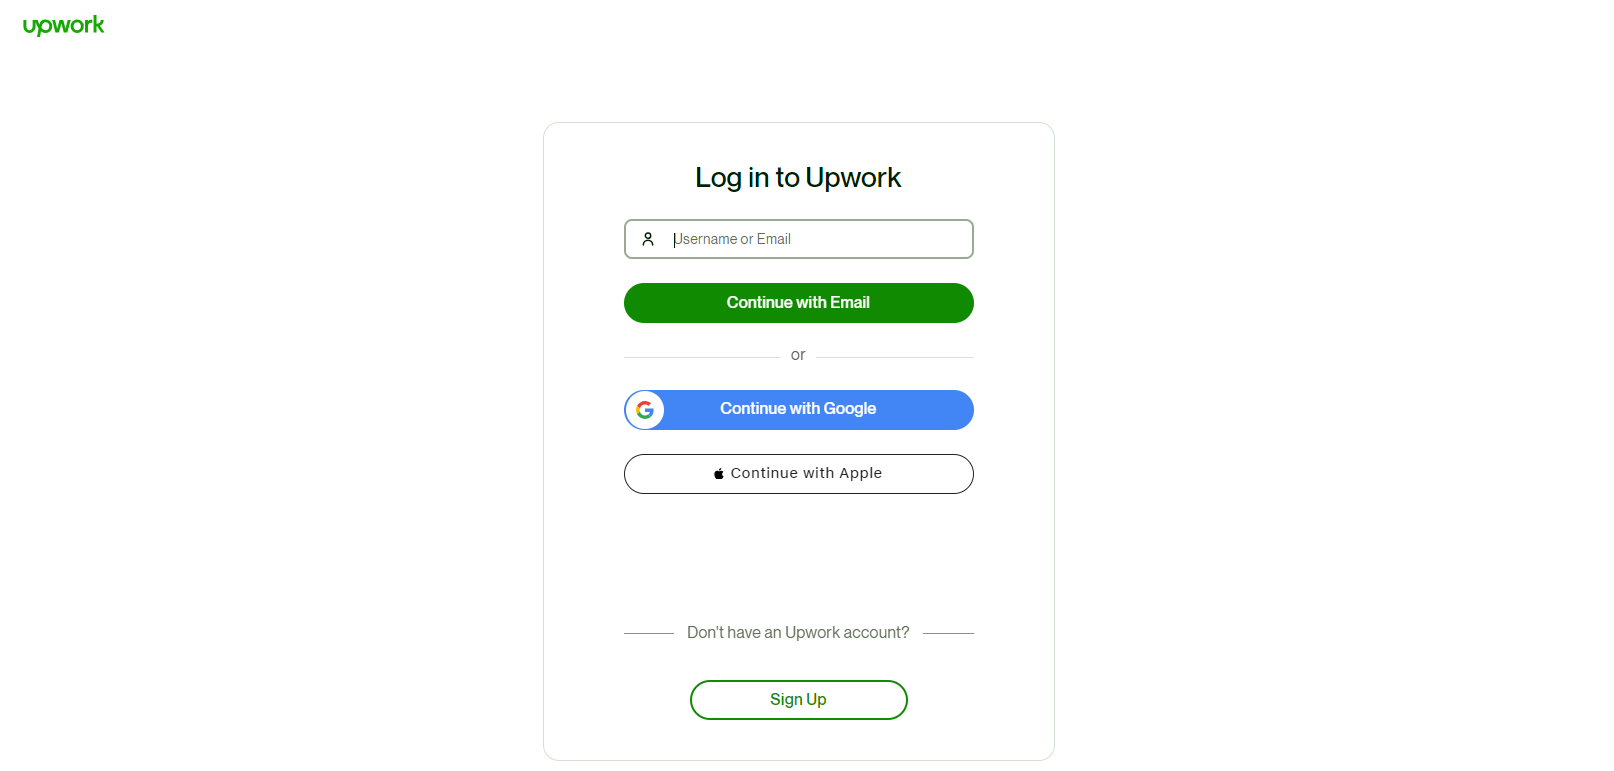 upwork
Log in to Upwork
Username or Email
Continue with Email
or
Continue with Google
Continue with Apple
Don't have an Upwork account?
Sign Up